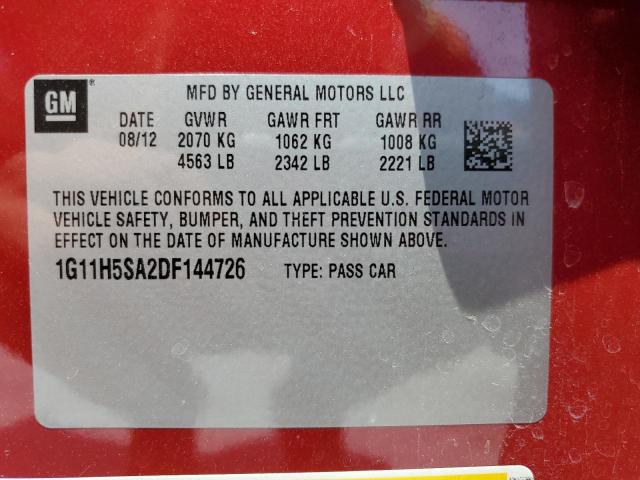 GM ®
MFD BY GENERAL MOTORS LLC
DATE GVWR GAWR FRT GAWR RR
08/12 2070 KG 1062 KG 1008 KG
4563 LB 2342 LB 2221 LB
THIS VEHICLE CONFORMS TO ALL APPLICABLE U.S. FEDERAL MOTOR
VEHICLE SAFETY, BUMPER, AND THEFT PREVENTION STANDARDS IN
EFFECT ON THE DATE OF MANUFACTURE SHOWN ABOVE.
1G11H5SA2DF144726 TYPE: PASS CAR